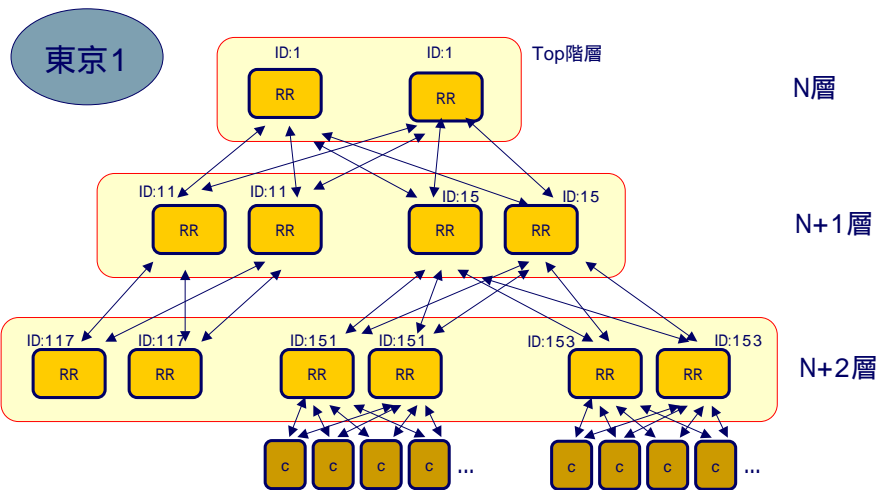 東京1
ID:1
ID:1
Top階層
RR
RR
N層
ID:11
ID:11
ID:15
ID:15
RR
RR
RR
RR
N+1層
ID:117
ID:117
ID:151
ID:151
ID:153
ID:153
RR
RR
RR
RR
RR
RR
N+2層
c
c
c
c
...
c
c
c
c
...